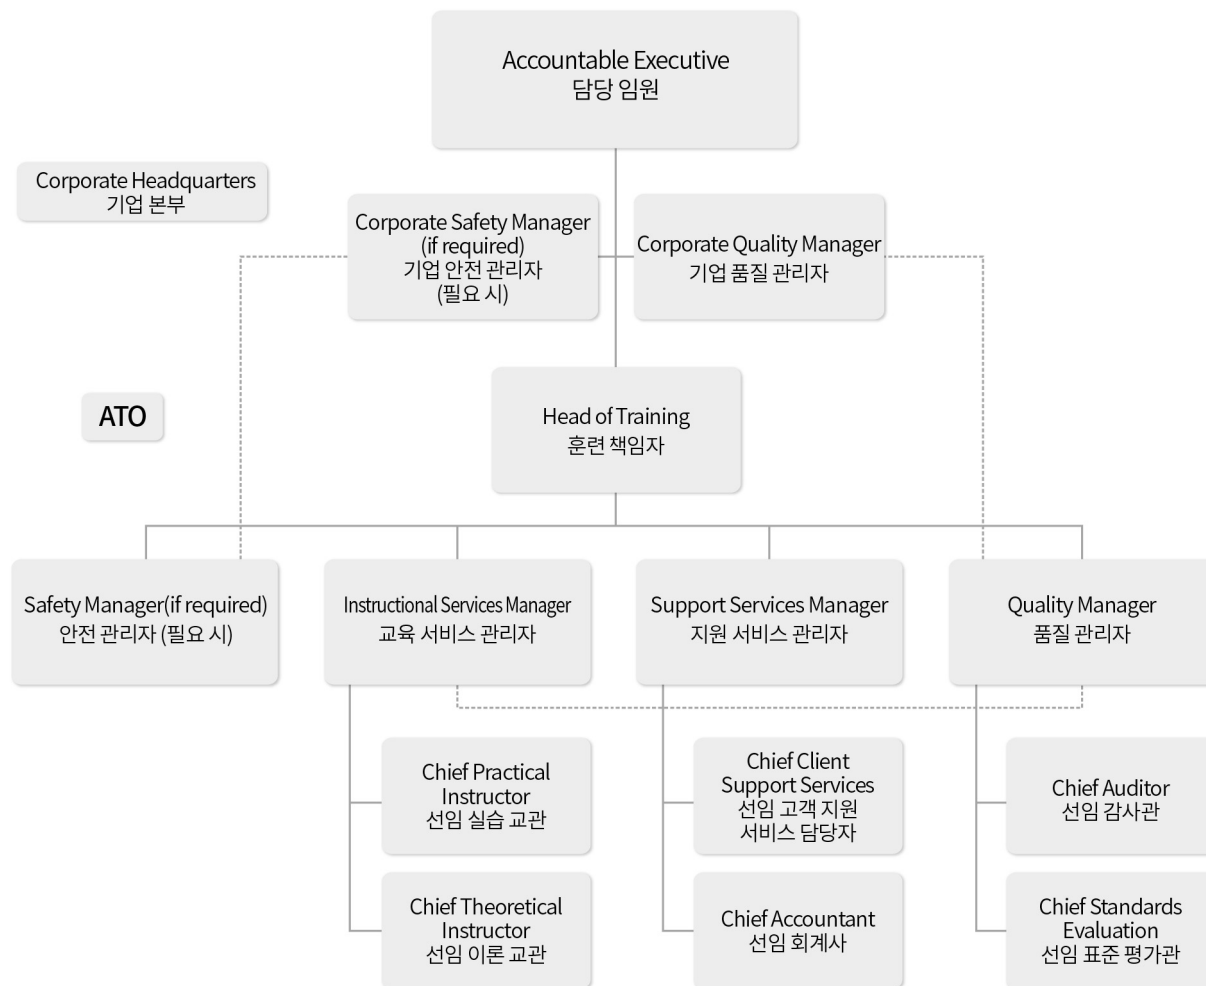 Accountable Executive
담당 임원
Corporate Headquarters
기업 본부
Corporate Safety Manager
(if required)
기업 안전 관리자
(필요 시)
Corporate Quality Manager
기업 품질 관리자
ATO
Head of Training
훈련 책임자
Safety Manager(if required)
안전 관리자 (필요 시)
Instructional Services Manager
교육 서비스 관리자
Support Services Manager
지원 서비스 관리자
Quality Manager
품질 관리자
Chief Practical
Instructor
선임 실습 교관
Chief Client
Support Services
선임 고객 지원
서비스 담당자
Chief Auditor
선임 감사관
Chief Theoretical
Instructor
선임 이론 교관
Chief Accountant
선임 회계사
Chief Standards
Evaluation
선임 표준 평가관